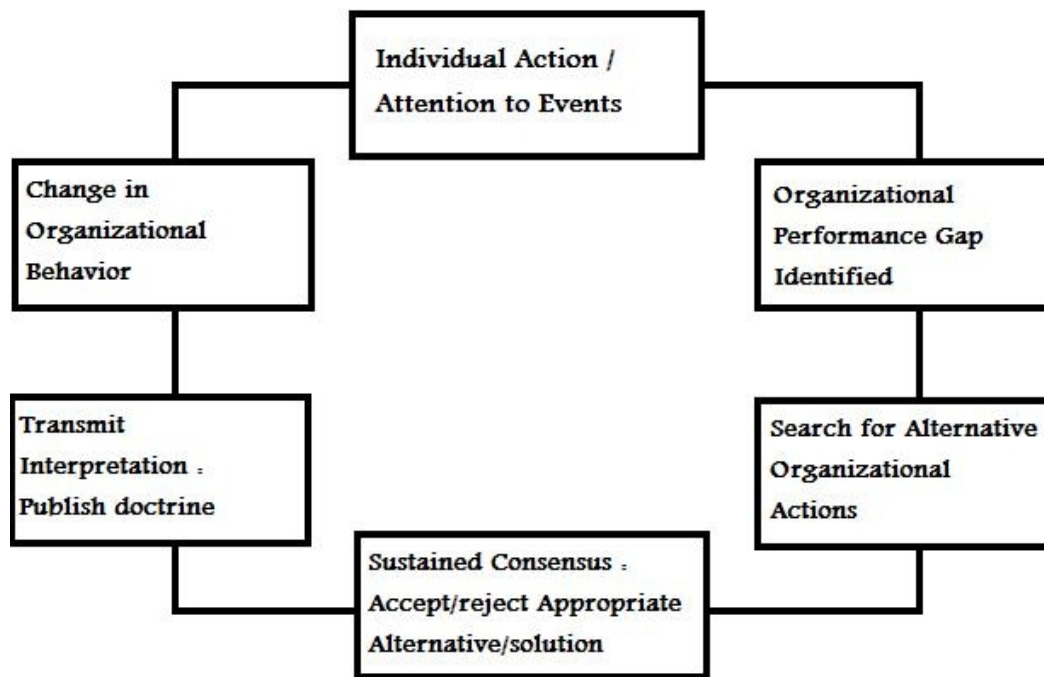 Individual Action /
Attention to Events
Change in
Organizational
Behavior
Organizational
Performance Gap
Identified
Transmit
Interpretation :
Publish doctrine
Search for Alternative
Organizational
Actions
Sustained Consensus :
Accept/reject Appropriate
Alternative/solution